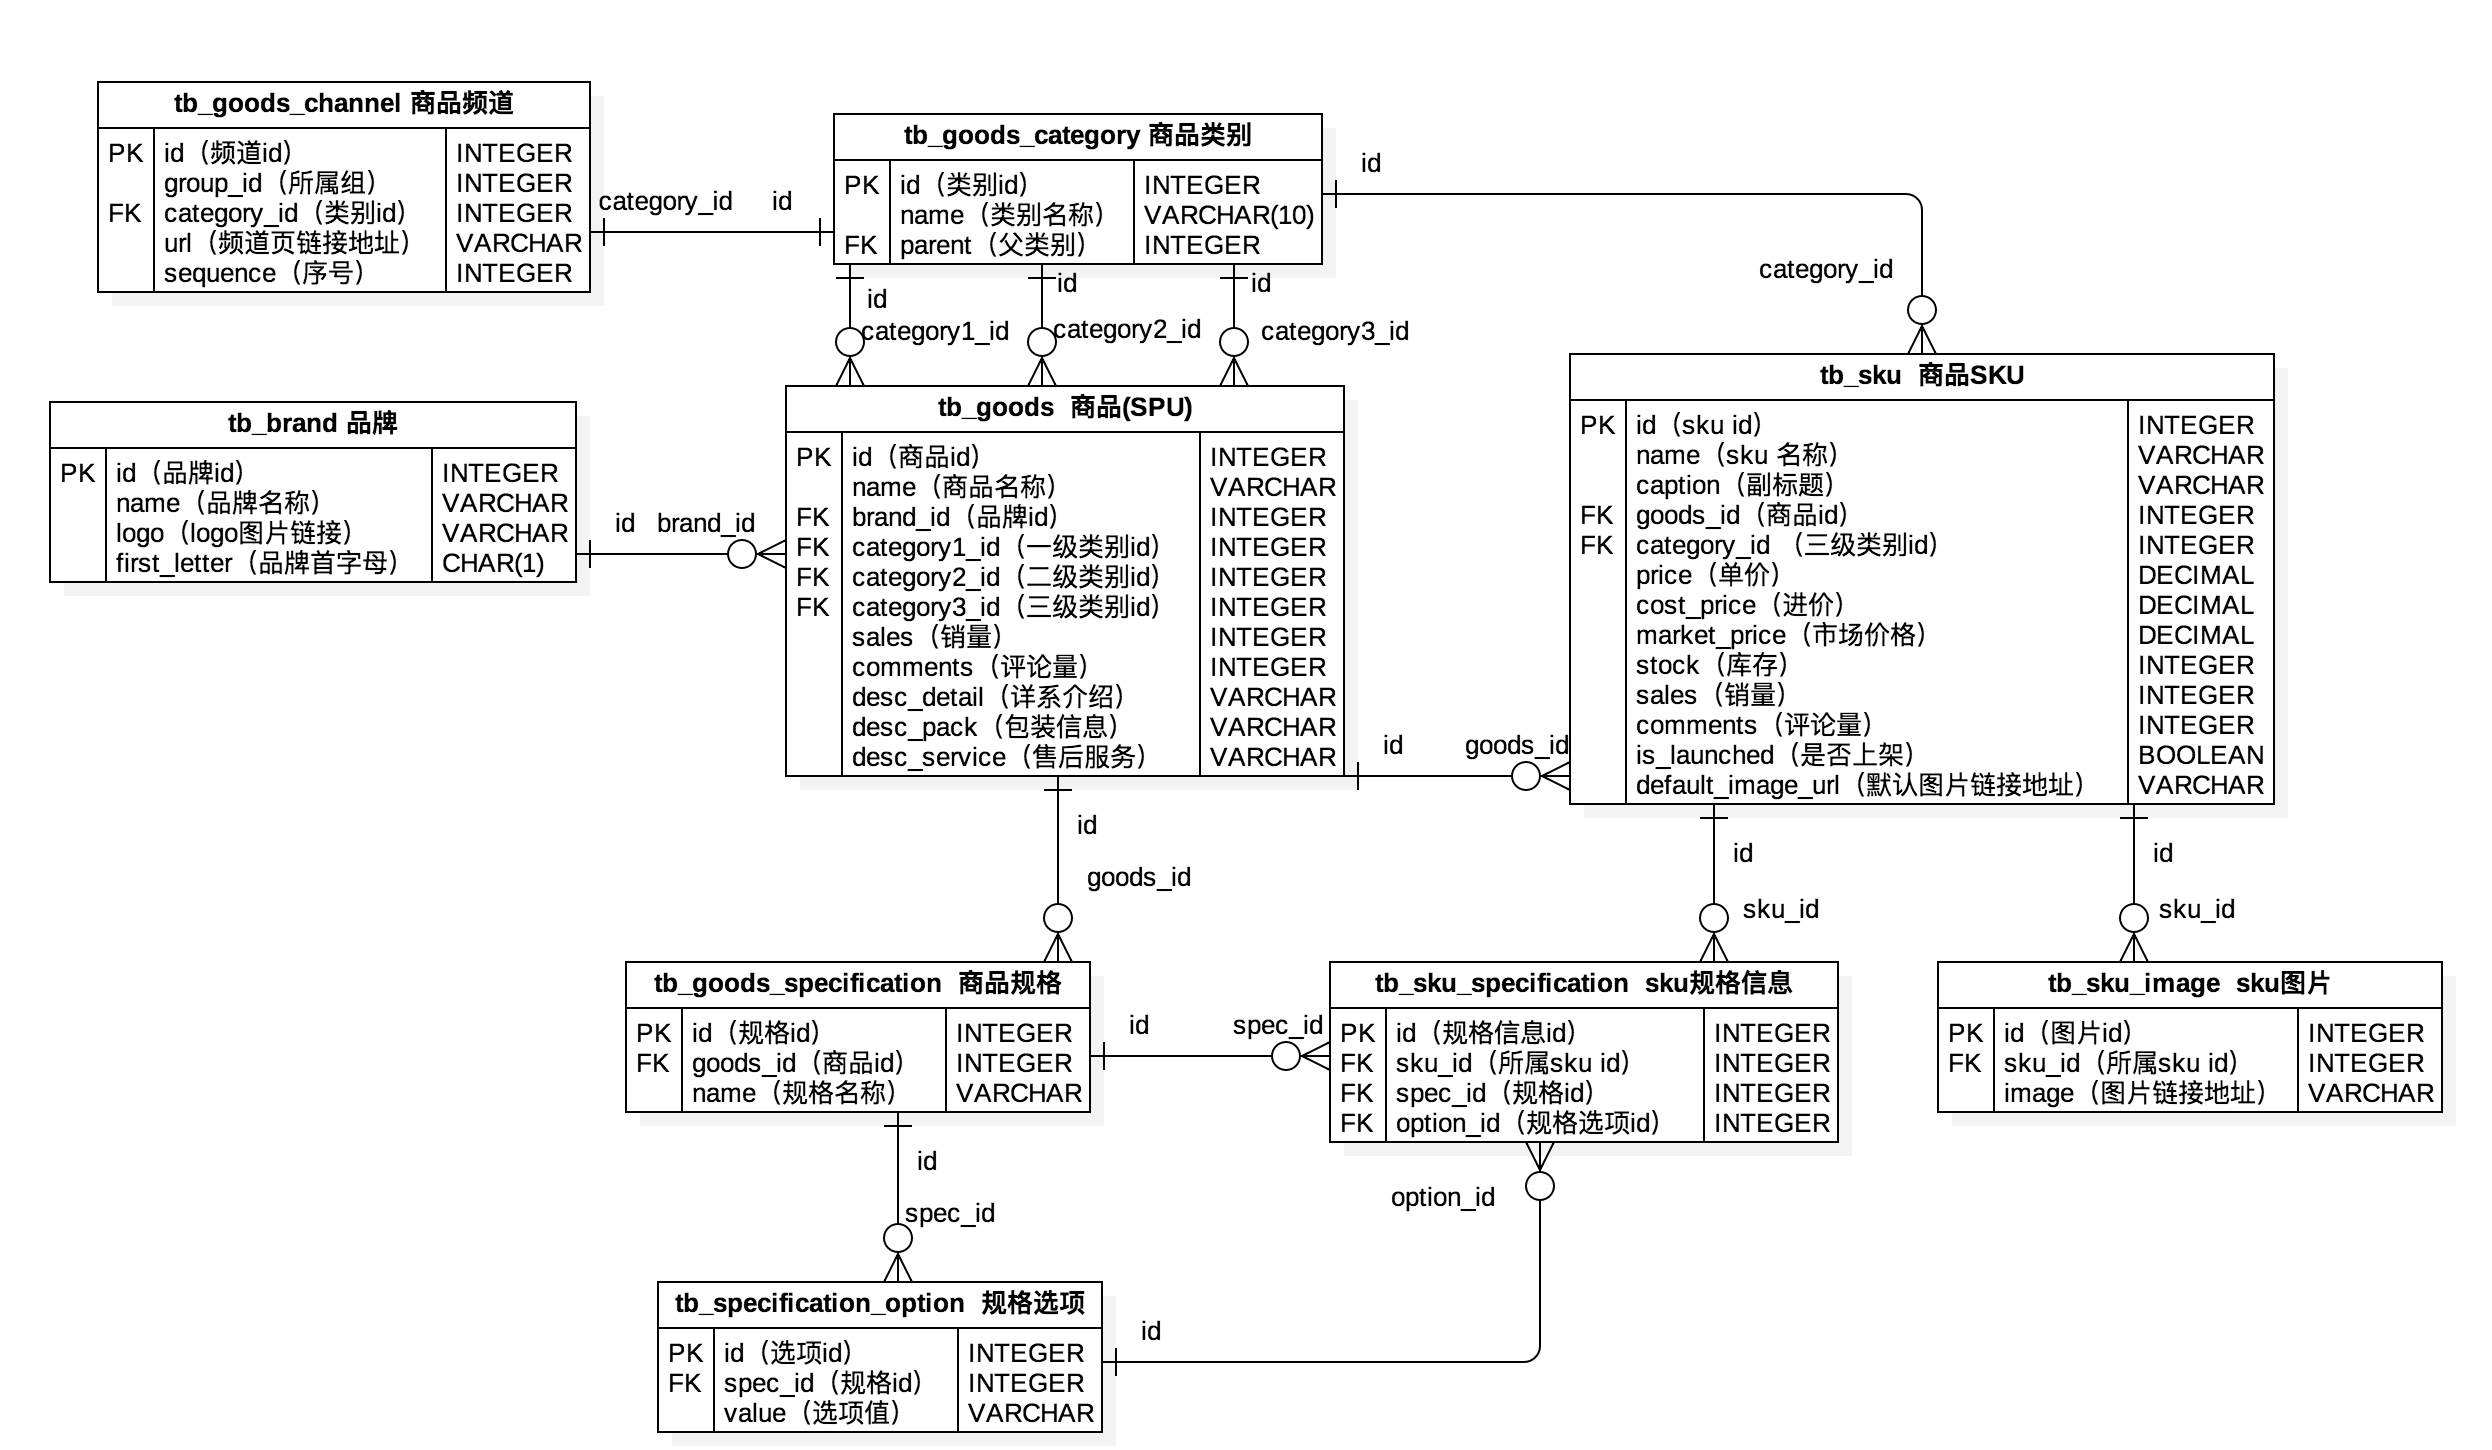 tb_goods_channel 商品频道
PK id（频道id） INTEGER
group_id（所属组） INTEGER
FK category_id（类别id） INTEGER
url（频道页链接地址） VARCHAR
sequence（序号） INTEGER
category_id id
tb_goods_category 商品类别
PK id（类别id） INTEGER
name（类别名称） VARCHAR(10)
FK parent（父类别） INTEGER
id
category_id
id
id
id
category1_id
category2_id
category3_id
tb_brand 品牌
PK id（品牌id） INTEGER
name（品牌名称） VARCHAR
logo（logo图片链接） VARCHAR
first_letter（品牌首字母） CHAR(1)
id brand_id
tb_goods 商品(SPU)
PK id（商品id） INTEGER
name（商品名称） VARCHAR
FK brand_id（品牌id） INTEGER
FK category1_id（一级类别id） INTEGER
FK category2_id（二级类别id） INTEGER
FK category3_id（三级类别id） INTEGER
sales（销量） INTEGER
comments（评论量） INTEGER
desc_detail（详系介绍） VARCHAR
desc_pack（包装信息） VARCHAR
desc_service（售后服务） VARCHAR
id goods_id
tb_sku 商品SKU
PK id（sku id） INTEGER
name（sku 名称） VARCHAR
caption（副标题） VARCHAR
FK goods_id（商品id） INTEGER
FK category_id （三级类别id） INTEGER
price（单价） DECIMAL
cost_price（进价） DECIMAL
market_price（市场价格） DECIMAL
stock（库存） INTEGER
sales（销量） INTEGER
comments（评论量） INTEGER
is_launched（是否上架） BOOLEAN
default_image_url（默认图片链接地址） VARCHAR
id
goods_id
id
sku_id
id
sku_id
tb_goods_specification 商品规格
PK id（规格id） INTEGER
FK goods_id（商品id） INTEGER
name（规格名称） VARCHAR
id spec_id
tb_sku_specification sku规格信息
PK id（规格信息id） INTEGER
FK sku_id（所属sku id） INTEGER
FK spec_id（规格id） INTEGER
FK option_id（规格选项id） INTEGER
tb_sku_image sku图片
PK id（图片id） INTEGER
FK sku_id（所属sku id） INTEGER
image（图片链接地址） VARCHAR
id
spec_id
option_id
tb_specification_option 规格选项
PK id（选项id） INTEGER
FK spec_id（规格id） INTEGER
value（选项值） VARCHAR
id